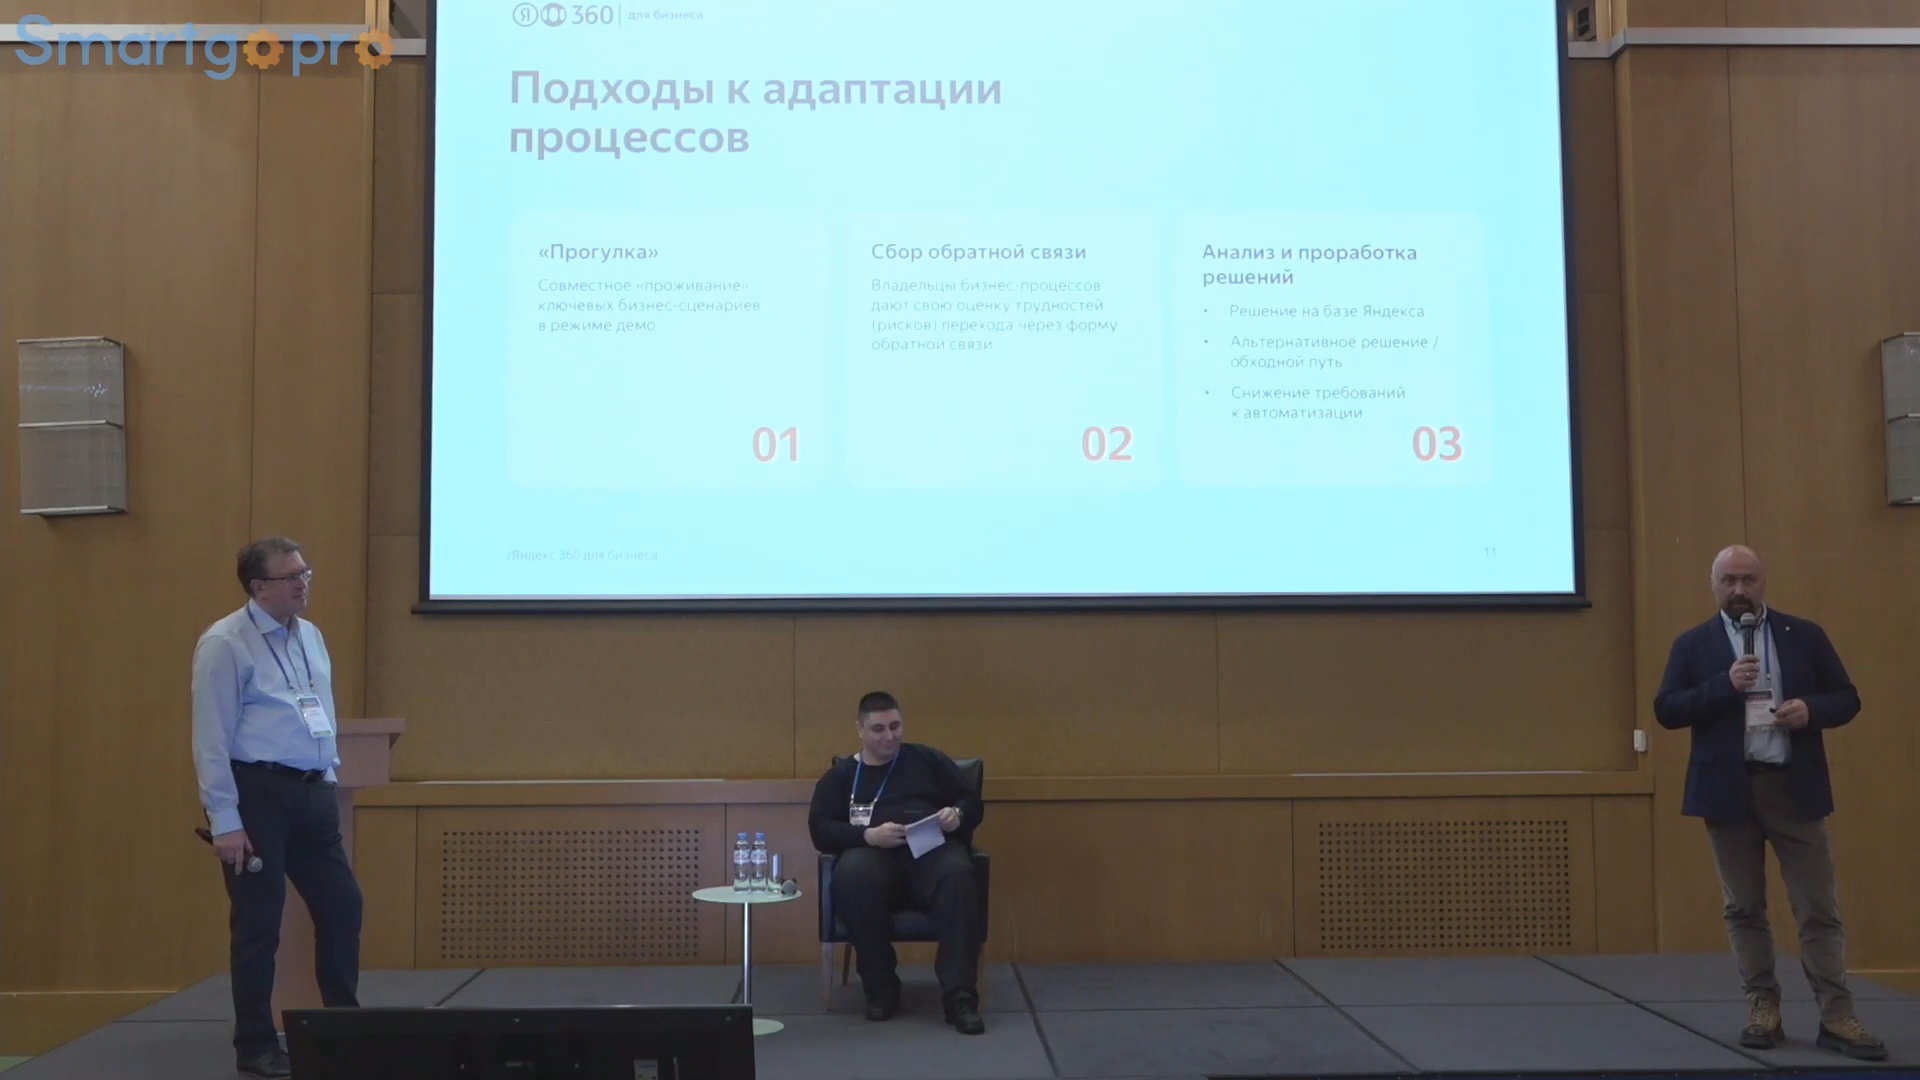 Smartgopro
Я 360 для бизнеса
Подходы к адаптации
процессов
«Прогулка»
Совместное «проживание»
ключевых бизнес-сценариев
в режиме демо
01
Сбор обратной связи
Владельцы бизнес-процессов
дают свою оценку трудностей
(рисков) перехода через форму
обратной связи
02
Анализ и проработка
решений
• Решение на базе Яндекса
• Альтернативное решение /
обходной путь
• Снижение требований
к автоматизации
03
/Яндекс 360 для бизнеса
11